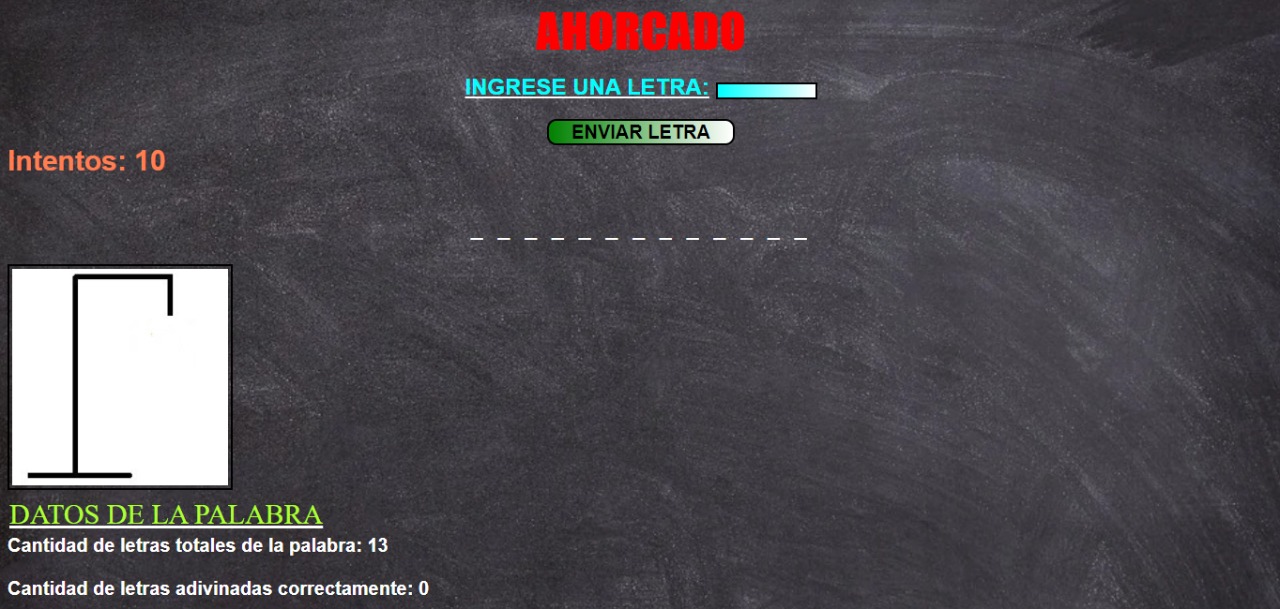 AHORCADO
INGRESE UNA LETRA:
ENVIAR LETRA
Intentos: 10
_ _ _ _ _ _ _ _ _ _ _ _ _
DATOS DE LA PALABRA
Cantidad de letras totales de la palabra: 13
Cantidad de letras adivinadas correctamente: 0